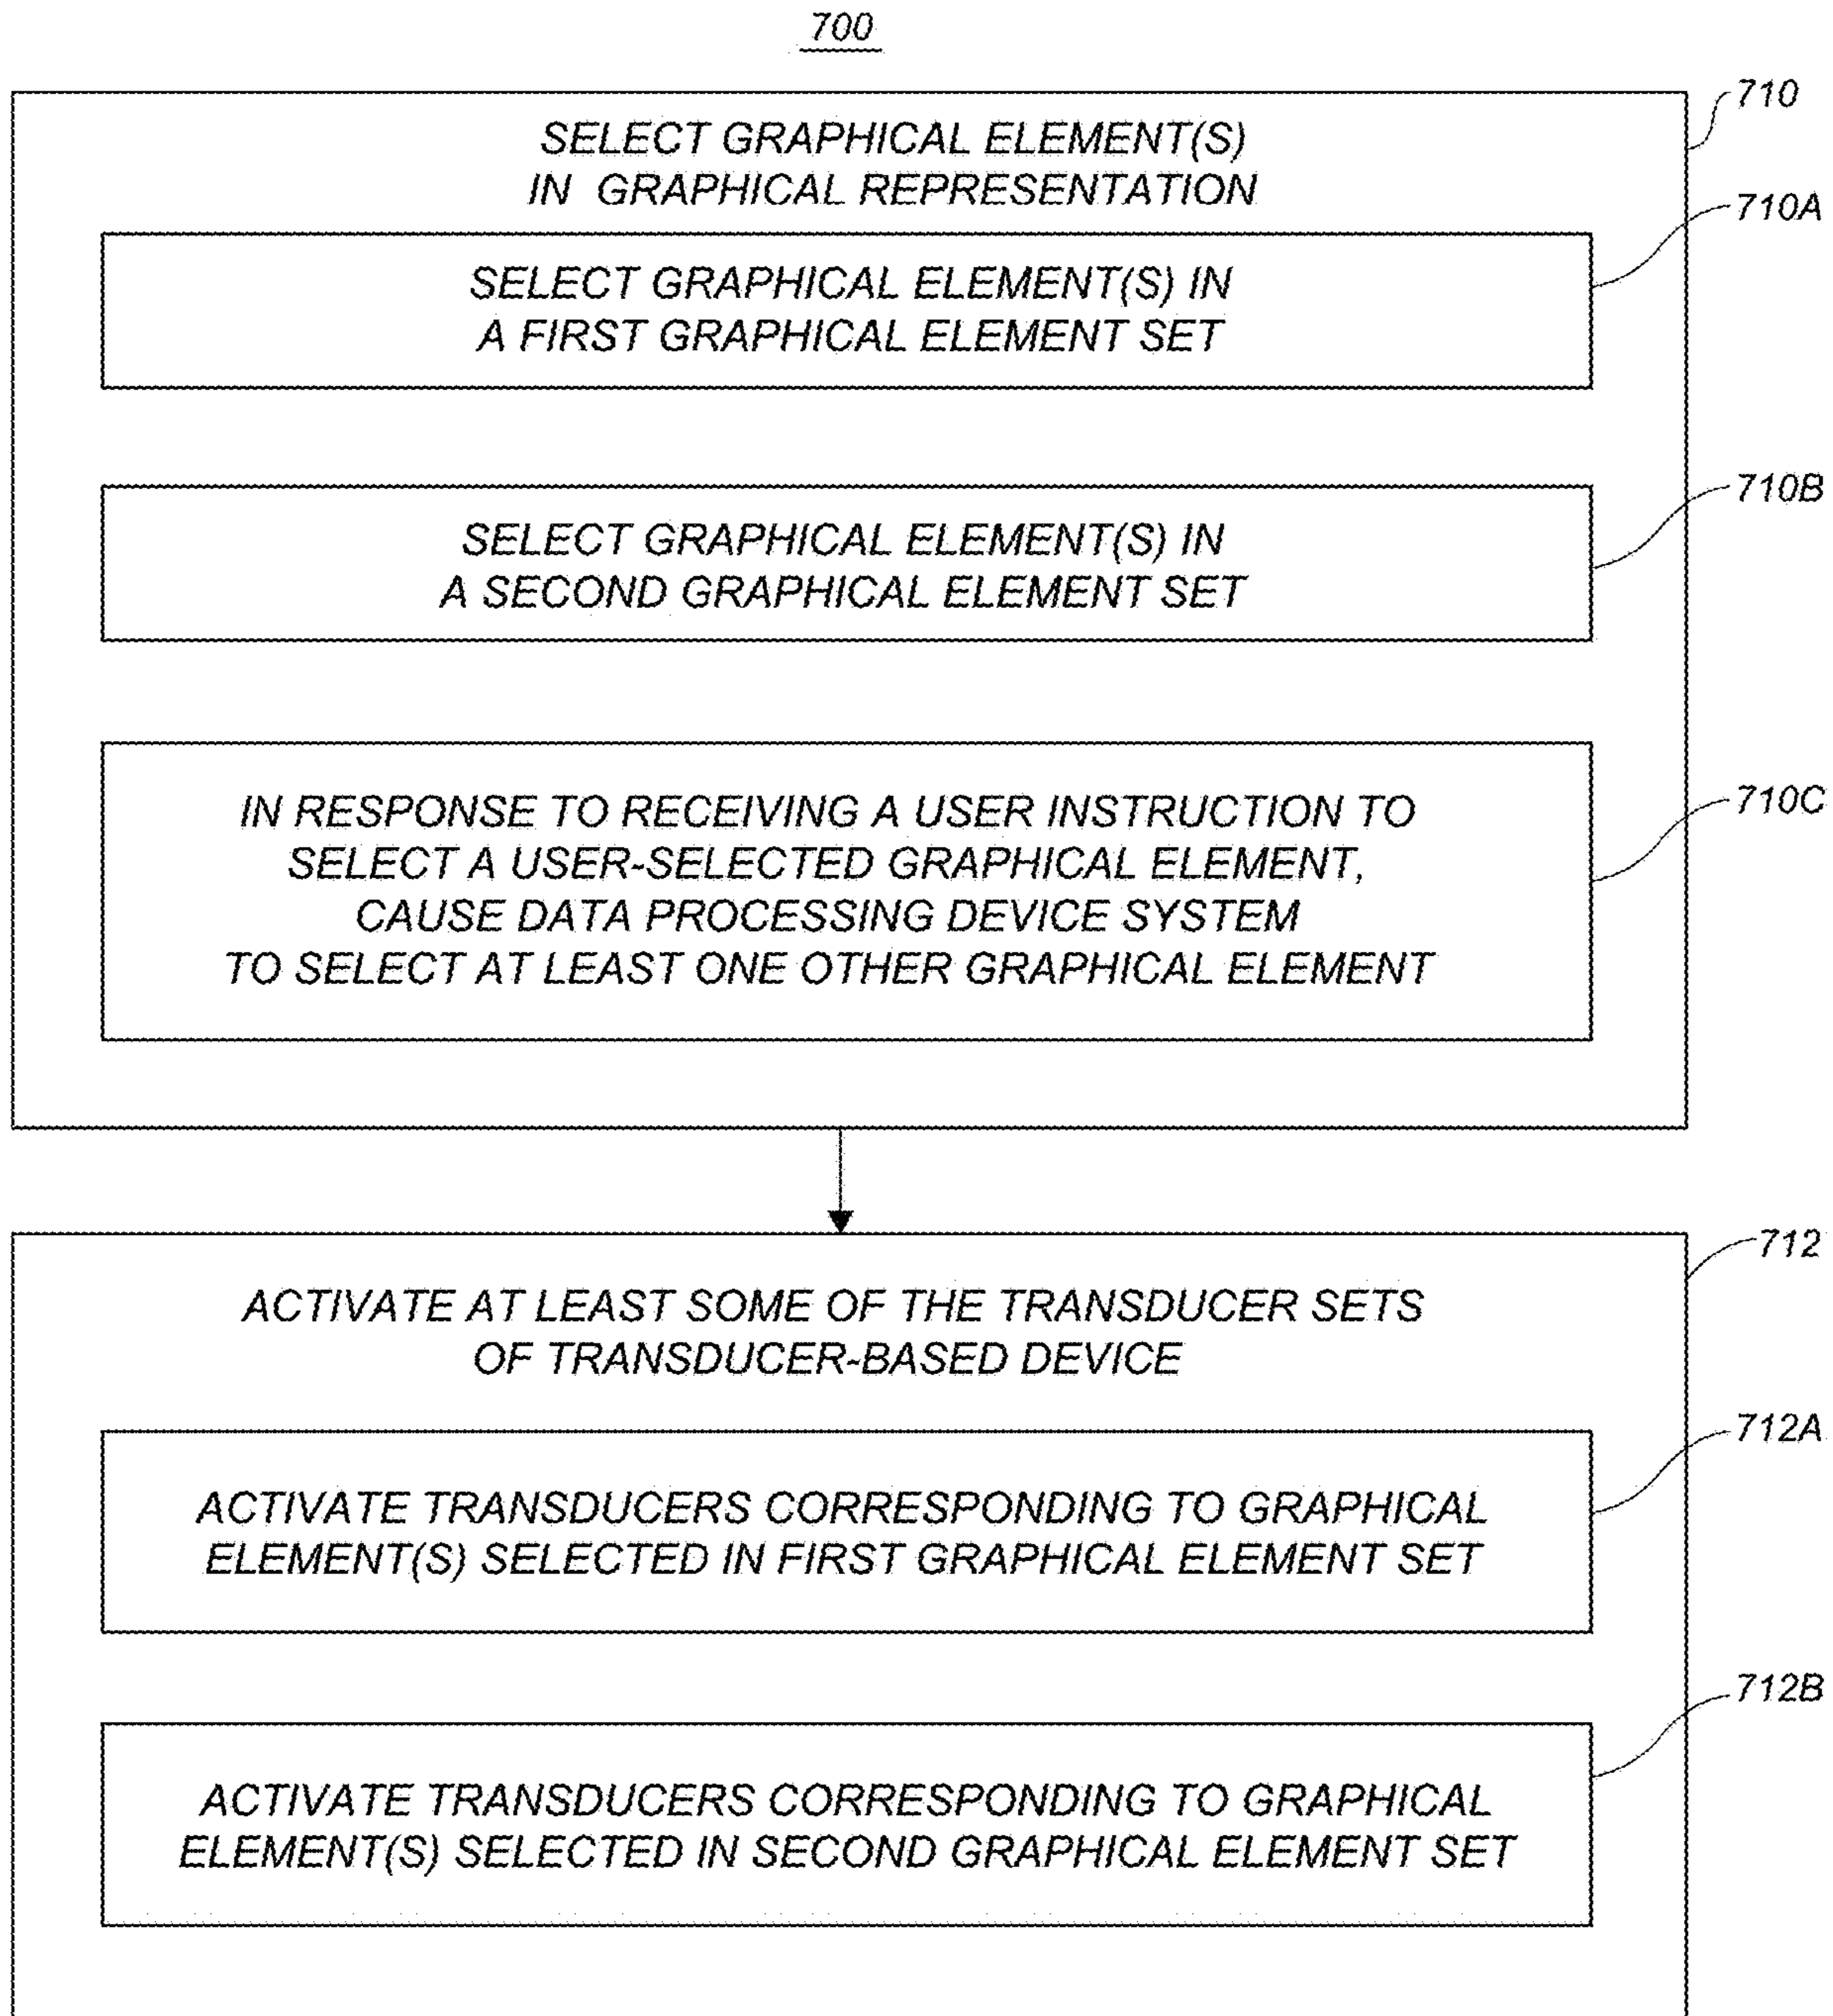 700
710
SELECT GRAPHICAL ELEMENT(S)
IN GRAPHICAL REPRESENTATION
710A
SELECT GRAPHICAL ELEMENT(S) IN
A FIRST GRAPHICAL ELEMENT SET
710B
SELECT GRAPHICAL ELEMENT(S) IN
A SECOND GRAPHICAL ELEMENT SET
710C
IN RESPONSE TO RECEIVING A USER INSTRUCTION TO
SELECT A USER-SELECTED GRAPHICAL ELEMENT,
CAUSE DATA PROCESSING DEVICE SYSTEM
TO SELECT AT LEAST ONE OTHER GRAPHICAL ELEMENT
712
ACTIVATE AT LEAST SOME OF THE TRANSDUCER SETS
OF TRANSDUCER-BASED DEVICE
712A
ACTIVATE TRANSDUCERS CORRESPONDING TO GRAPHICAL
ELEMENT(S) SELECTED IN FIRST GRAPHICAL ELEMENT SET
712B
ACTIVATE TRANSDUCERS CORRESPONDING TO GRAPHICAL
ELEMENT(S) SELECTED IN SECOND GRAPHICAL ELEMENT SET